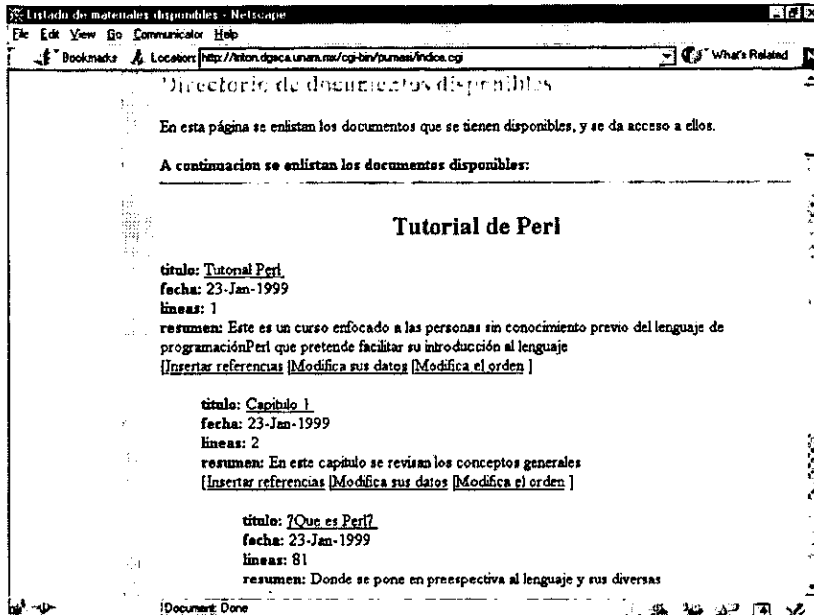 Listado de materiales disponibles - Netscape
File Edit View Go Communicator Help
Bookmarks Location: http://triton.dgsca.unam.mx/cgi-bin/pumasi/indice.cgi What's Related N
Directorio de documentos disponibles
En esta página se enlistan los documentos que se tienen disponibles, y se da acceso a ellos.
A continuacion se enlistan los documentos disponibles:
Tutorial de Perl
titulo: Tutorial Perl
fecha: 23-Jan-1999
lineas: 1
resumen: Este es un curso enfocado a las personas sin conocimiento previo del lenguaje de
programaciónPerl que pretende facilitar su introducción al lenguaje
[Insertar referencias |Modifica sus datos |Modifica el orden ]
titulo: Capitulo 1
fecha: 23-Jan-1999
lineas: 2
resumen: En este capitulo se revisan los conceptos generales
[Insertar referencias |Modifica sus datos |Modifica el orden ]
titulo: ?Que es Perl?
fecha: 23-Jan-1999
lineas: 81
resumen: Donde se pone en preespectiva al lenguaje y sus diversas
Document: Done